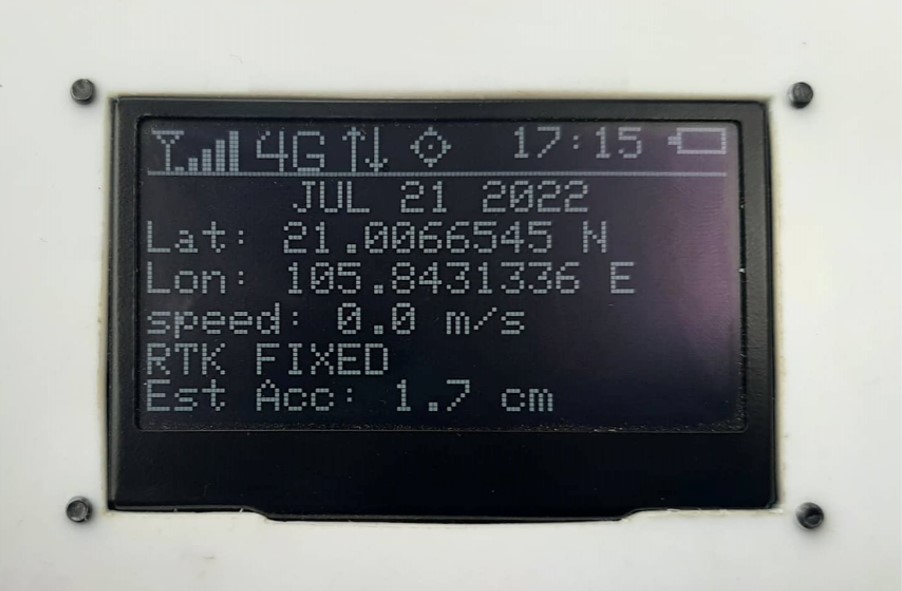 4G 17:15
JUL 21 2022
Lat: 21.0066545 N
Lon: 105.8431336 E
speed: 0.0 m/s
RTK FIXED
Est Acc: 1.7 cm